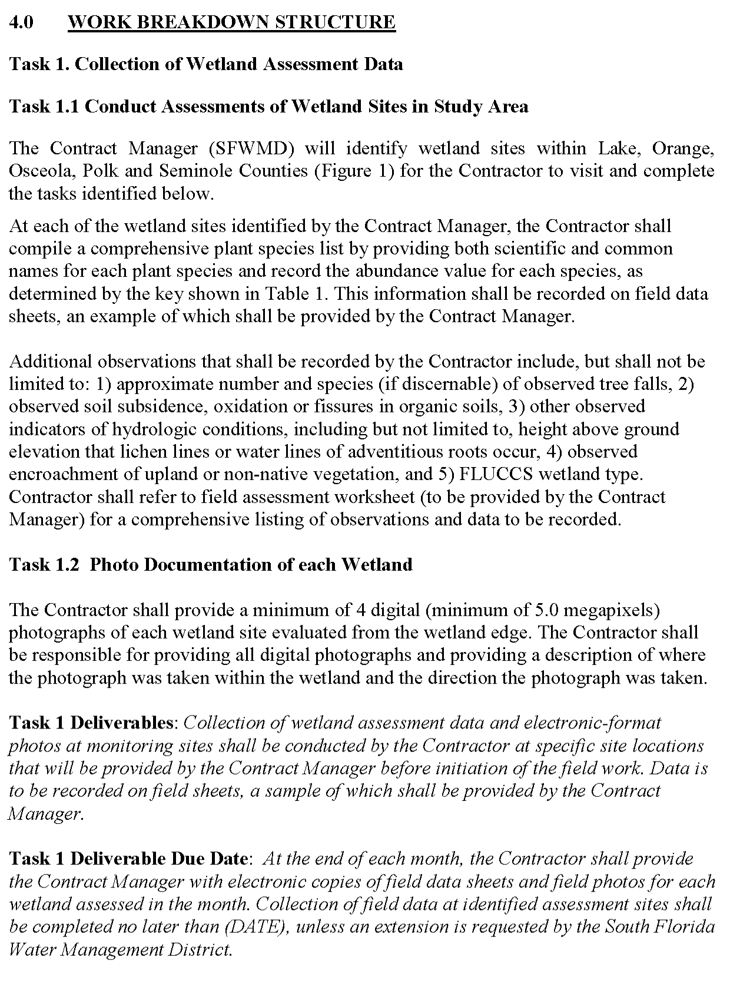 4.0 WORK BREAKDOWN STRUCTURE
Task 1. Collection of Wetland Assessment Data
Task 1.1 Conduct Assessments of Wetland Sites in Study Area
The Contract Manager (SFWMD) will identify wetland sites within Lake, Orange,
Osceola, Polk and Seminole Counties (Figure 1) for the Contractor to visit and complete
the tasks identified below.
At each of the wetland sites identified by the Contract Manager, the Contractor shall
compile a comprehensive plant species list by providing both scientific and common
names for each plant species and record the abundance value for each species, as
determined by the key shown in Table 1. This information shall be recorded on field data
sheets, an example of which shall be provided by the Contract Manager.
Additional observations that shall be recorded by the Contractor include, but shall not be
limited to: 1) approximate number and species (if discernable) of observed tree falls, 2)
observed soil subsidence, oxidation or fissures in organic soils, 3) other observed
indicators of hydrologic conditions, including but not limited to, height above ground
elevation that lichen lines or water lines of adventitious roots occur, 4) observed
encroachment of upland or non-native vegetation, and 5) FLUCCS wetland type.
Contractor shall refer to field assessment worksheet (to be provided by the Contract
Manager) for a comprehensive listing of observations and data to be recorded.
Task 1.2 Photo Documentation of each Wetland
The Contractor shall provide a minimum of 4 digital (minimum of 5.0 megapixels)
photographs of each wetland site evaluated from the wetland edge. The Contractor shall
be responsible for providing all digital photographs and providing a description of where
the photograph was taken within the wetland and the direction the photograph was taken.
Task 1 Deliverables: Collection of wetland assessment data and electronic-format
photos at monitoring sites shall be conducted by the Contractor at specific site locations
that will be provided by the Contract Manager before initiation of the field work. Data is
to be recorded on field sheets, a sample of which shall be provided by the Contract
Manager.
Task 1 Deliverable Due Date: At the end of each month, the Contractor shall provide
the Contract Manager with electronic copies of field data sheets and field photos for each
wetland assessed in the month. Collection of field data at identified assessment sites shall
be completed no later than (DATE), unless an extension is requested by the South Florida
Water Management District.